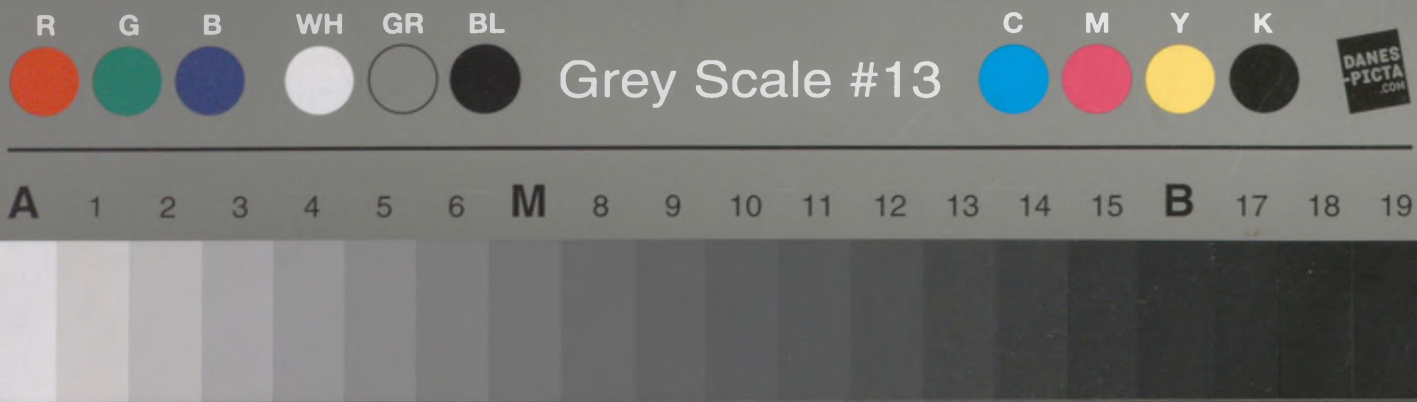 R G B WH GR BL C M Y K
Grey Scale #13
DANES
-PICTA
.COM
A 1 2 3 4 5 6 M 8 9 10 11 12 13 14 15 B 17 18 19